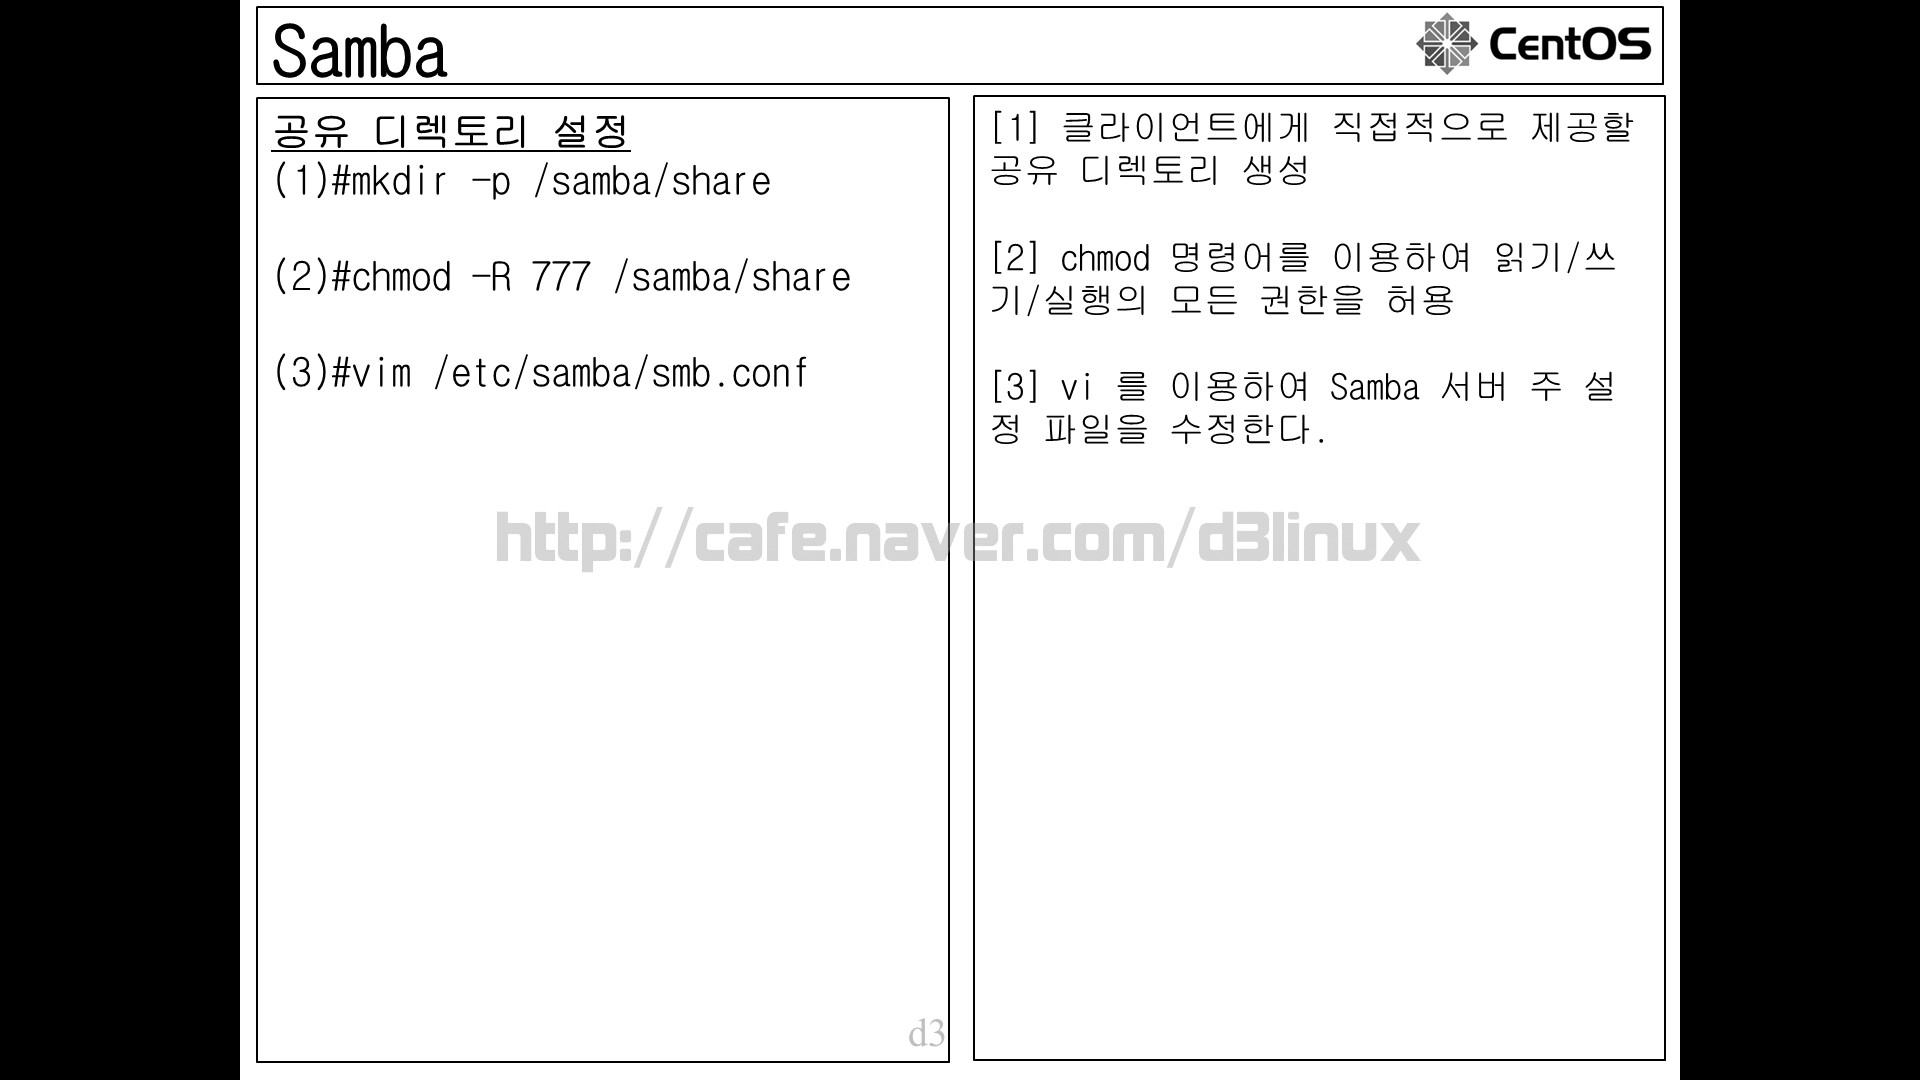 Samba
CentOS
공유 디렉토리 설정
(1)#mkdir -p /samba/share
(2)#chmod -R 777 /samba/share
(3)#vim /etc/samba/smb.conf
[1] 클라이언트에게 직접적으로 제공할
공유 디렉토리 생성
[2] chmod 명령어를 이용하여 읽기/쓰
기/실행의 모든 권한을 허용
[3] vi 를 이용하여 Samba 서버 주 설
정 파일을 수정한다.
http://cafe.naver.com/d3linux
d3